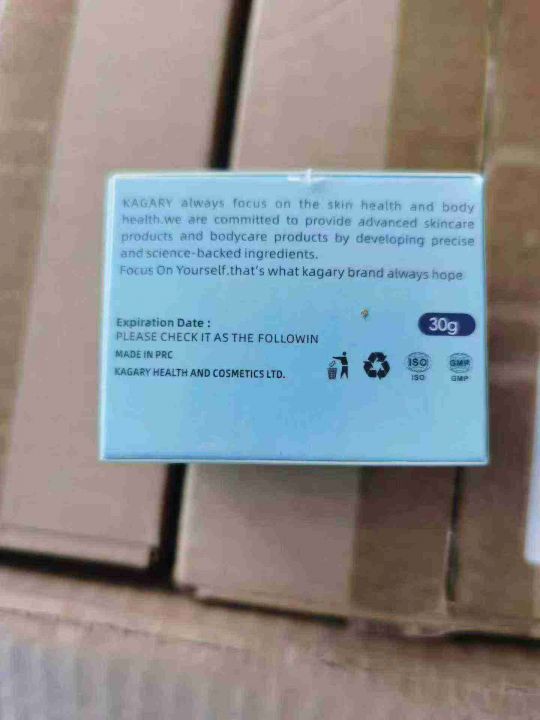 KAGARY always focus on the skin health and body
health.we are committed to provide advanced skincare
products and bodycare products by developing precise
and science-backed ingredients.
Focus On Yourself.that's what kagary brand always hope
Expiration Date :
30g
PLEASE CHECK IT AS THE FOLLOWIN
MADE IN PRC
KAGARY HEALTH AND COSMETICS LTD.
ISO
GMP
ISO
GMP